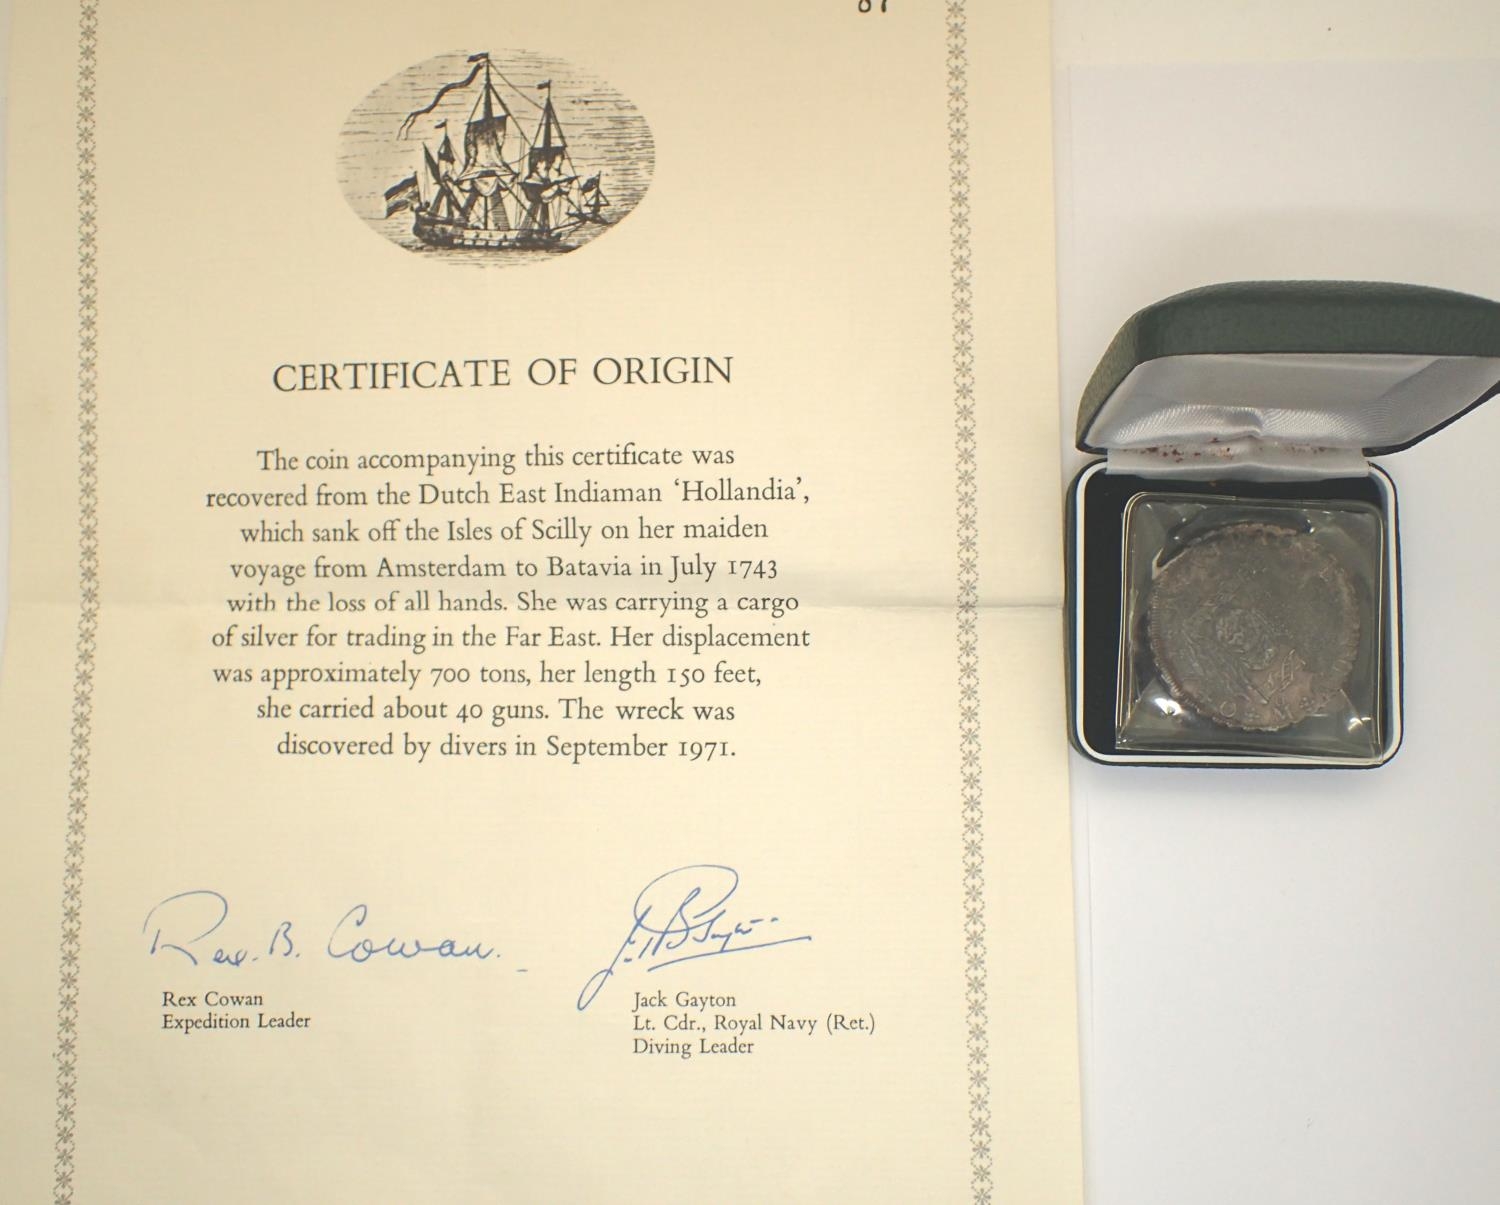 CERTIFICATE OF ORIGIN
The coin accompanying this certificate was
recovered from the Dutch East Indiaman ‘Hollandia’,
which sank off the Isles of Scilly on her maiden
voyage from Amsterdam to Batavia in July 1743
with the loss of all hands. She was carrying a cargo
of silver for trading in the Far East. Her displacement
was approximately 700 tons, her length 150 feet,
she carried about 40 guns. The wreck was
discovered by divers in September 1971.
Rex. B. Cowan.
Rex Cowan
Expedition Leader
Jack Gayton
Lt. Cdr., Royal Navy (Ret.)
Diving Leader